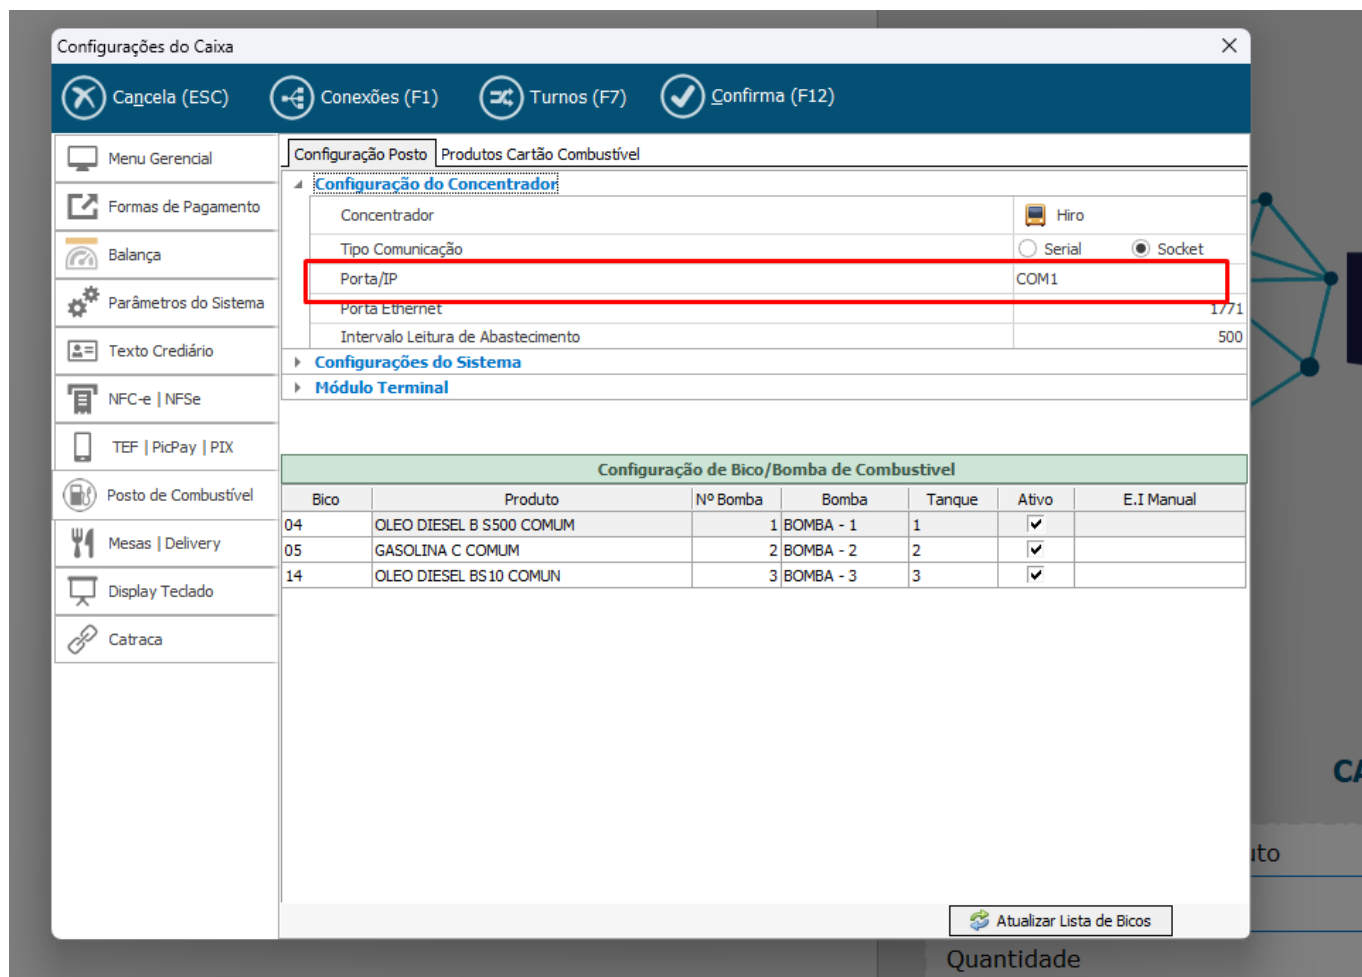 Configurações do Caixa
Cancela (ESC) Conexões (F1) Turnos (F7) Confirma (F12)
Menu Gerencial
Formas de Pagamento
Balança
Parâmetros do Sistema
Texto Crediário
NFC-e | NFSe
TEF | PicPay | PIX
Posto de Combustível
Mesas | Delivery
Display Teclado
Catraca
Configuração Posto Produtos Cartão Combustível
Configuração do Concentrador
Concentrador Hiro
Tipo Comunicação Serial Socket
Porta/IP COM1
Porta Ethernet 1771
Intervalo Leitura de Abastecimento 500
Configurações do Sistema
Módulo Terminal
Configuração de Bico/Bomba de Combustivel
Bico Produto Nº Bomba Bomba Tanque Ativo E.I Manual
04 OLEO DIESEL B S500 COMUM 1 BOMBA - 1 1
05 GASOLINA C COMUM 2 BOMBA - 2 2
14 OLEO DIESEL BS10 COMUN 3 BOMBA - 3 3
Atualizar Lista de Bicos
Quantidade